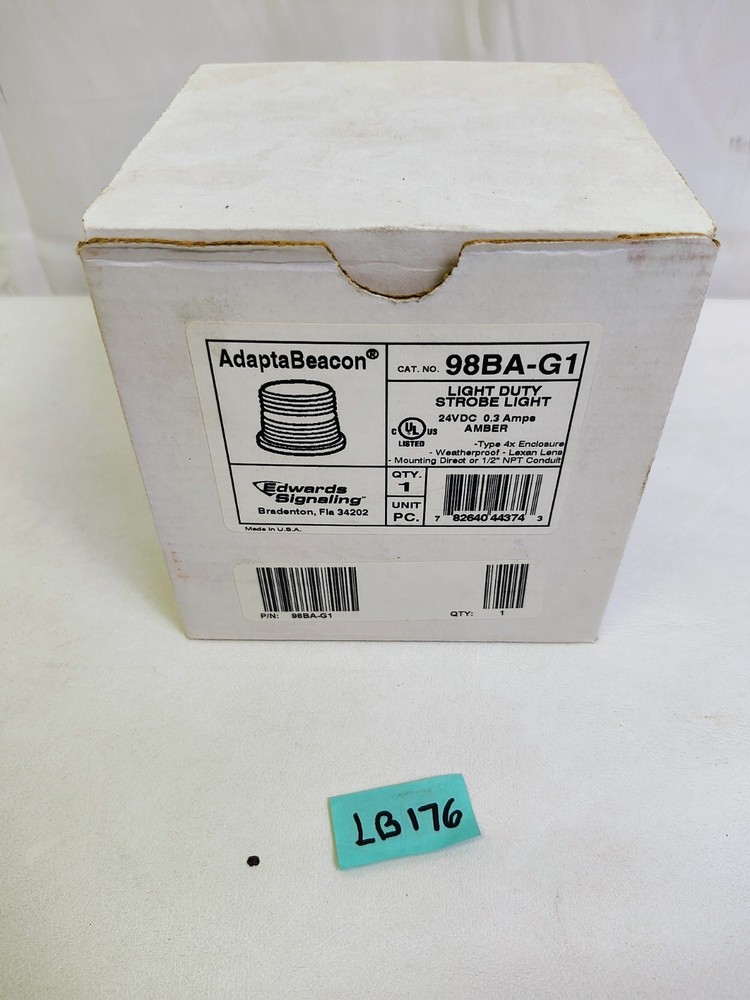 AdaptaBeacon®
CAT. NO. 98BA-G1
LIGHT DUTY
STROBE LIGHT
24VDC 0.3 Amps
AMBER
C UL US
LISTED
-Type 4x Enclosure
- Weatherproof - Lexan Lens
- Mounting Direct or 1/2" NPT Conduit
Edwards
Signaling
Bradenton, Fla 34202
QTY.
1
UNIT
PC.
7 82640 44374 3
Made in U.S.A.
P/N: 98BA-G1
QTY: 1
LB176